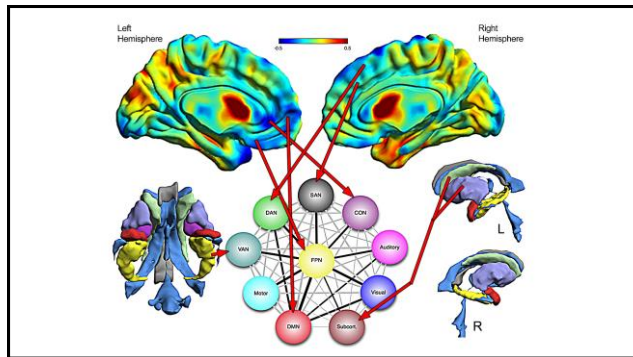 Left
Hemisphere
Right
Hemisphere
-0.5
0.5
SAN
DAN
CON
VAN
Auditory
FPN
Motor
Visual
DMN
Subcort.
L
R